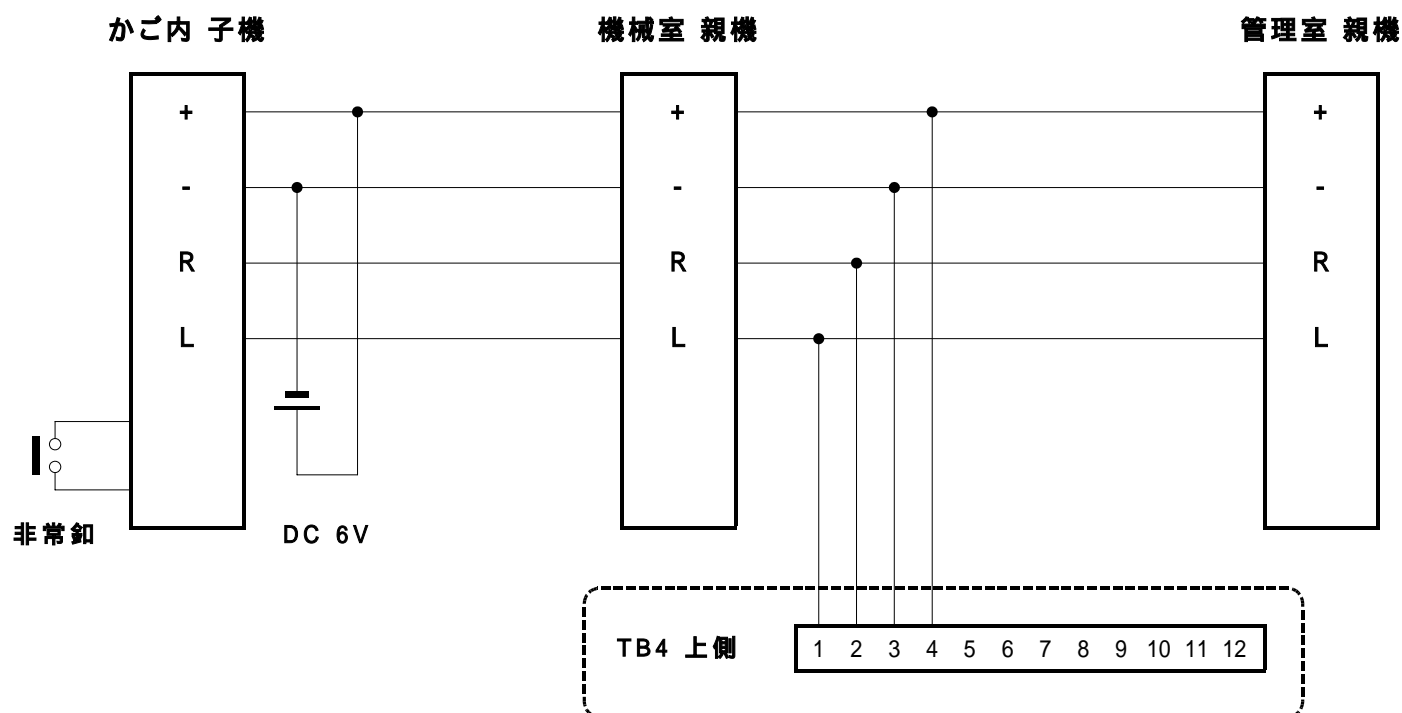 かご内 子機
機械室 親機
管理室 親機
+ + +
- - -
R R R
L L L
非常釦
DC 6V
TB4 上側
1 2 3 4 5 6 7 8 9 10 11 12